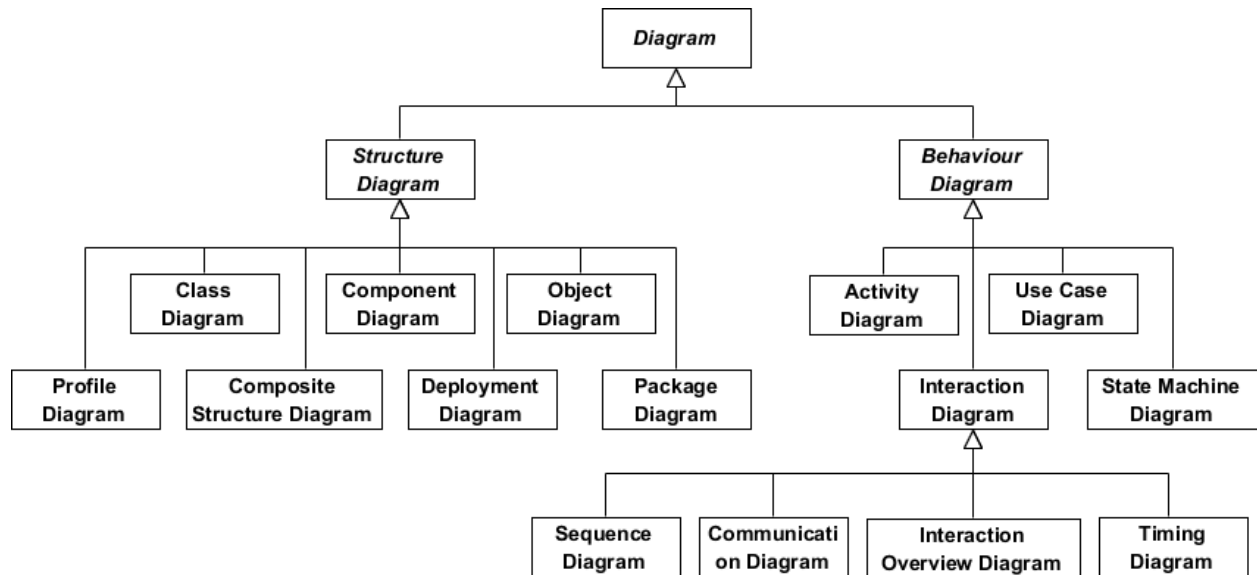 Diagram
Structure
Diagram
Behaviour
Diagram
Class
Diagram
Component
Diagram
Object
Diagram
Activity
Diagram
Use Case
Diagram
Profile
Diagram
Composite
Structure Diagram
Deployment
Diagram
Package
Diagram
Interaction
Diagram
State Machine
Diagram
Sequence
Diagram
Communicati
on Diagram
Interaction
Overview Diagram
Timing
Diagram